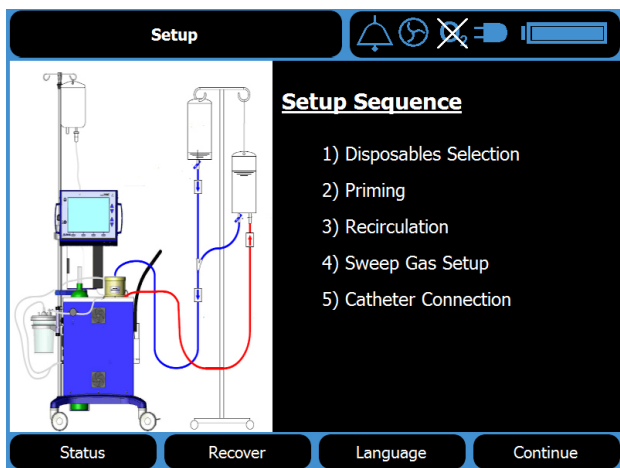 Setup
O2
Setup Sequence
1) Disposables Selection
2) Priming
3) Recirculation
4) Sweep Gas Setup
5) Catheter Connection
Status
Recover
Language
Continue